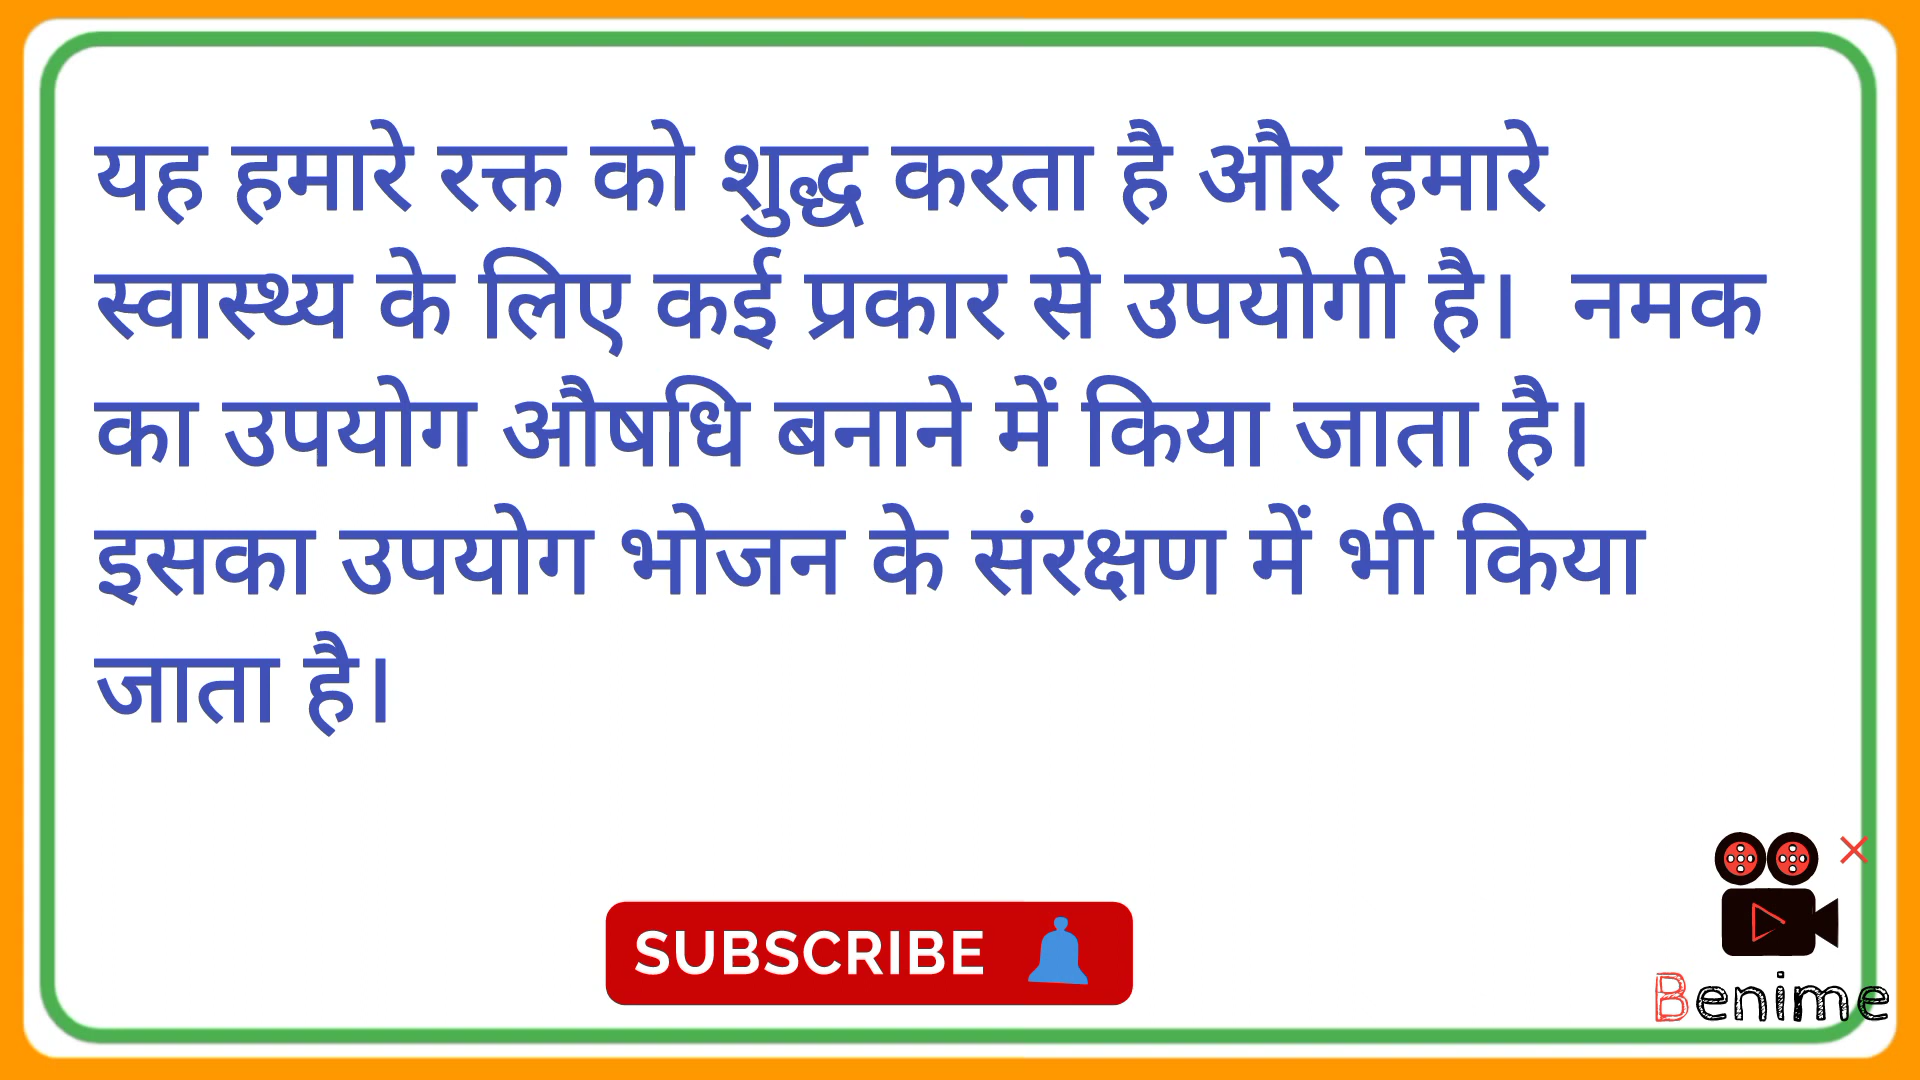 यह हमारे रक्त को शुद्ध करता है और हमारे
स्वास्थ्य के लिए कई प्रकार से उपयोगी है।  नमक
का उपयोग औषधि बनाने में किया जाता है।
इसका उपयोग भोजन के संरक्षण में भी किया
जाता है।
SUBSCRIBE
Benime